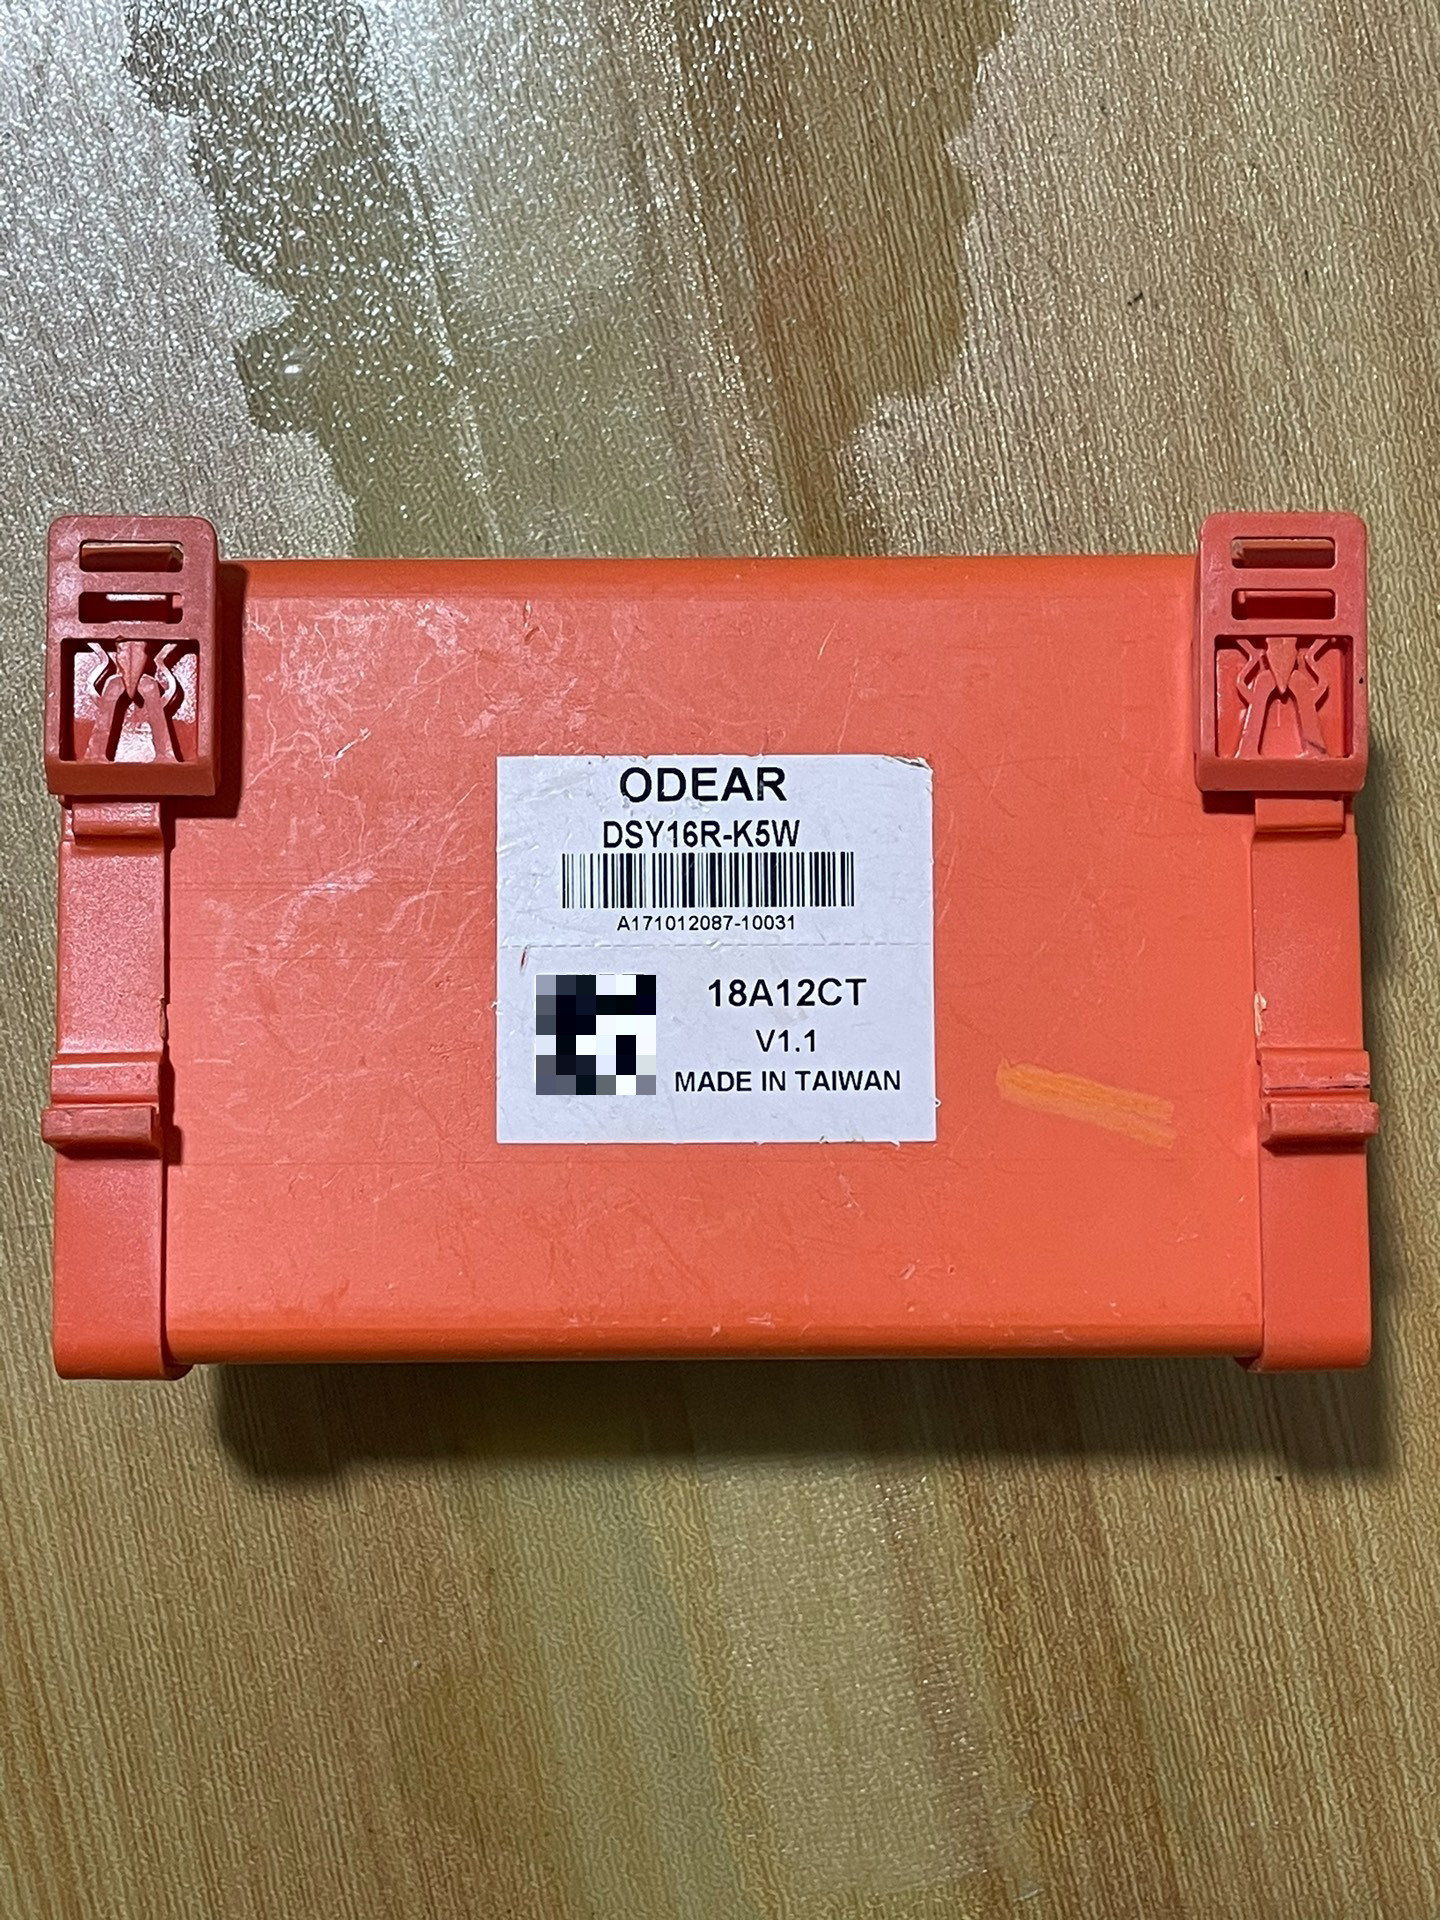 ODEAR
DSY16R-K5W
A171012087-10031
18A12CT
V1.1
MADE IN TAIWAN